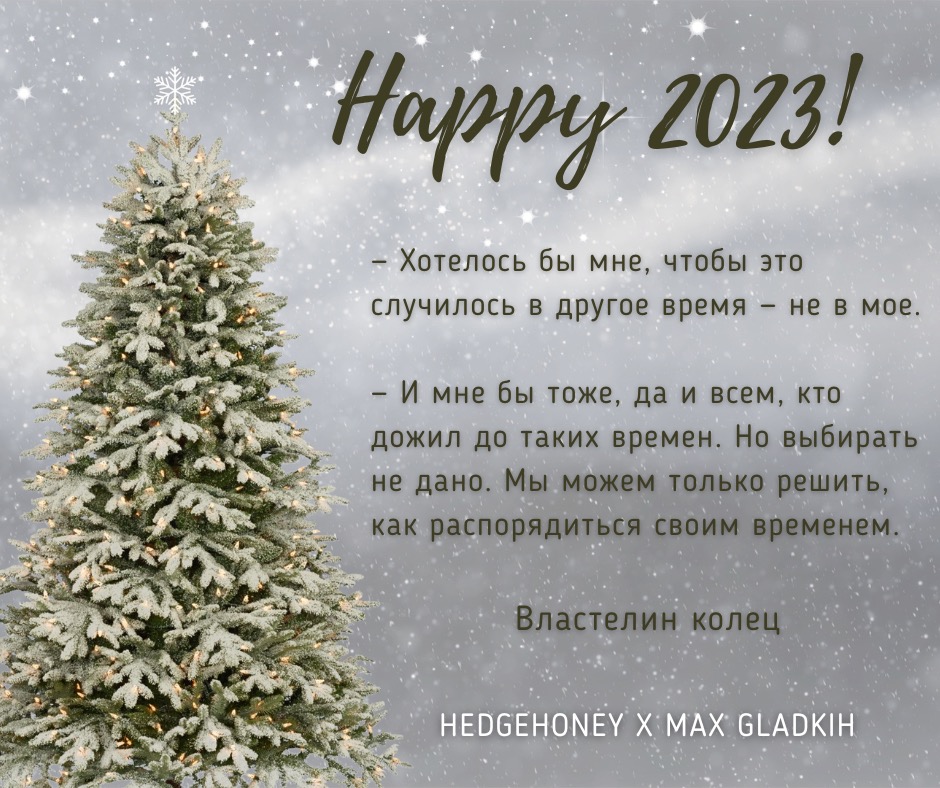 Happy 2023!
– Хотелось бы мне, чтобы это
случилось в другое время – не в мое.
– И мне бы тоже, да и всем, кто
дожил до таких времен. Но выбирать
не дано. Мы можем только решить,
как распорядиться своим временем.
Властелин колец
HEDGEHONEY X MAX GLADKIH